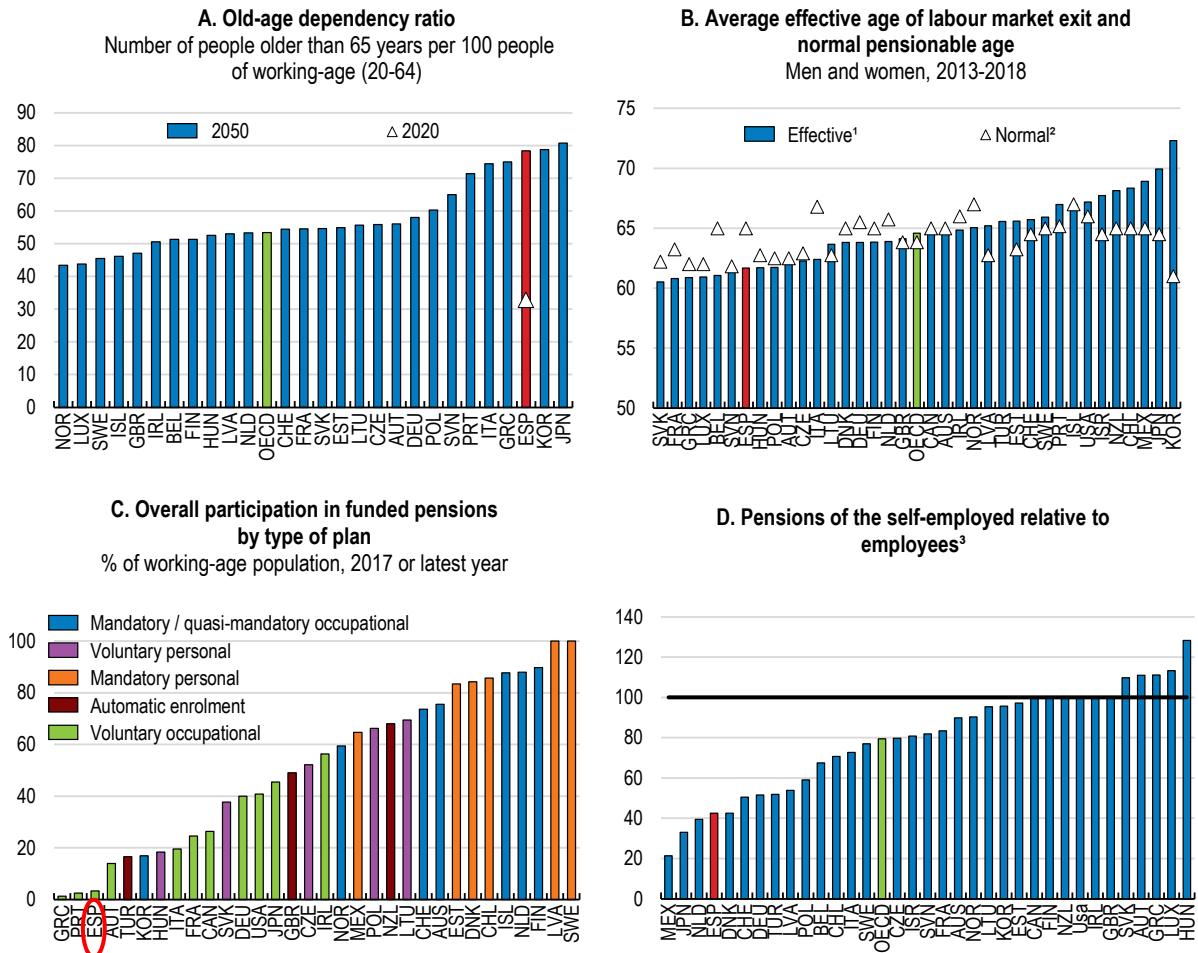 A. Old-age dependency ratio
Number of people older than 65 years per 100 people
of working-age (20-64)
90
80
70
60
50
40
30
20
10
0
2050
2020
NOR
LUX
SWE
ISL
GBR
IRL
BEL
FIN
HUN
LVA
NLD
OECD
CHE
FRA
SVK
EST
LTU
CZE
AUT
DEU
POL
SVN
PRT
ITA
GRC
ESP
KOR
JPN
B. Average effective age of labour market exit and
normal pensionable age
Men and women, 2013-2018
75
70
65
60
55
50
Effective¹
Normal²
SVK
FRA
GRC
LUX
BEL
SVN
ESP
HUN
POL
AUT
CZE
ITA
LTU
DNK
DEU
FIN
NLD
GBR
OECD
CAN
AUS
IRL
NOR
LVA
TUR
EST
CHE
SWE
PRT
ISL
USA
ISR
NZL
CHL
MEX
JPN
KOR
C. Overall participation in funded pensions
by type of plan
% of working-age population, 2017 or latest year
100
80
60
40
20
0
Mandatory / quasi-mandatory occupational
Voluntary personal
Mandatory personal
Automatic enrolment
Voluntary occupational
GRC
PRT
ESP
AUT
TUR
KOR
HUN
ITA
FRA
CAN
SVK
DEU
USA
JPN
GBR
CZE
IRL
NOR
MEX
POL
NZL
LTU
CHE
AUS
EST
DNK
CHL
ISL
NLD
FIN
LVA
SWE
D. Pensions of the self-employed relative to
employees³
140
120
100
80
60
40
20
0
MEX
JPN
NLD
ESP
DNK
CHL
DEU
TUR
LVA
POL
BEL
CHE
ITA
SWE
OECD
CZE
ISR
SVN
FRA
AUS
NOR
LTU
KOR
EST
CAN
FIN
NZL
Usa
IRL
GBR
SVK
AUT
GRC
LUX
HUN